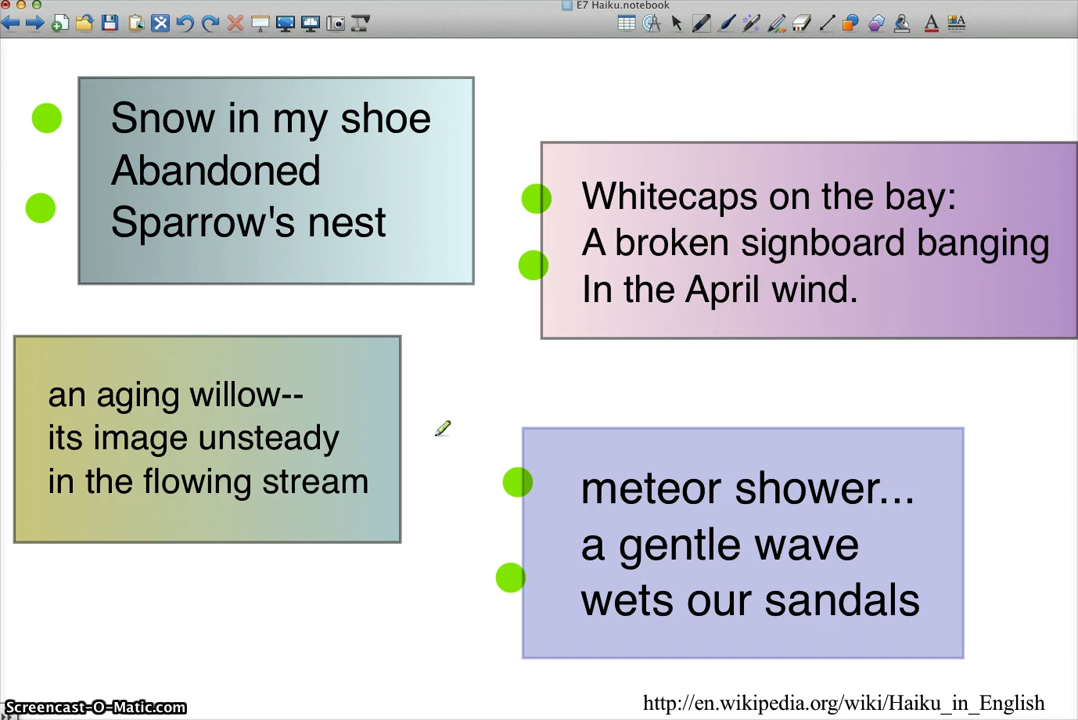 E7 Haiku.notebook
Snow in my shoe
Abandoned
Sparrow's nest
Whitecaps on the bay:
A broken signboard banging
In the April wind.
an aging willow--
its image unsteady
in the flowing stream
meteor shower...
a gentle wave
wets our sandals
Screencast-O-Matic.com
http://en.wikipedia.org/wiki/Haiku_in_English